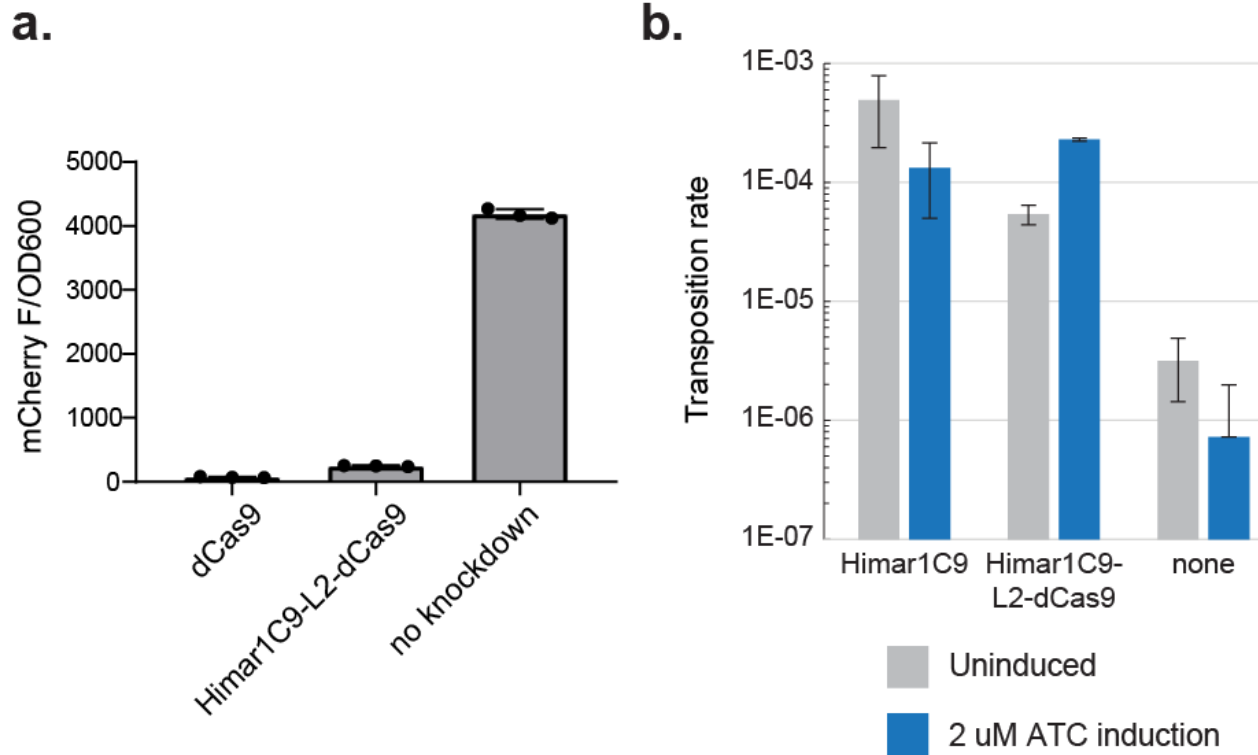 a.
mCherry F/OD600
5000
4000
3000
2000
1000
0
dCas9
Himar1C9-L2-dCas9
no knockdown
b.
Transposition rate
1E-03
1E-04
1E-05
1E-06
1E-07
Himar1C9
Himar1C9-
L2-dCas9
none
Uninduced
2 uM ATC induction